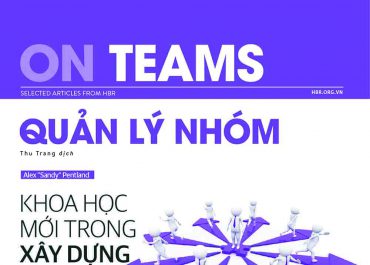 ON TEAMS
SELECTED ARTICLES FROM HBR
HBR.ORG.VN
QUẢN LÝ NHÓM
Thu Trang dịch
Alex "Sandy" Pentland
KHOA HỌC
MỚI TRONG
XÂY DỰNG